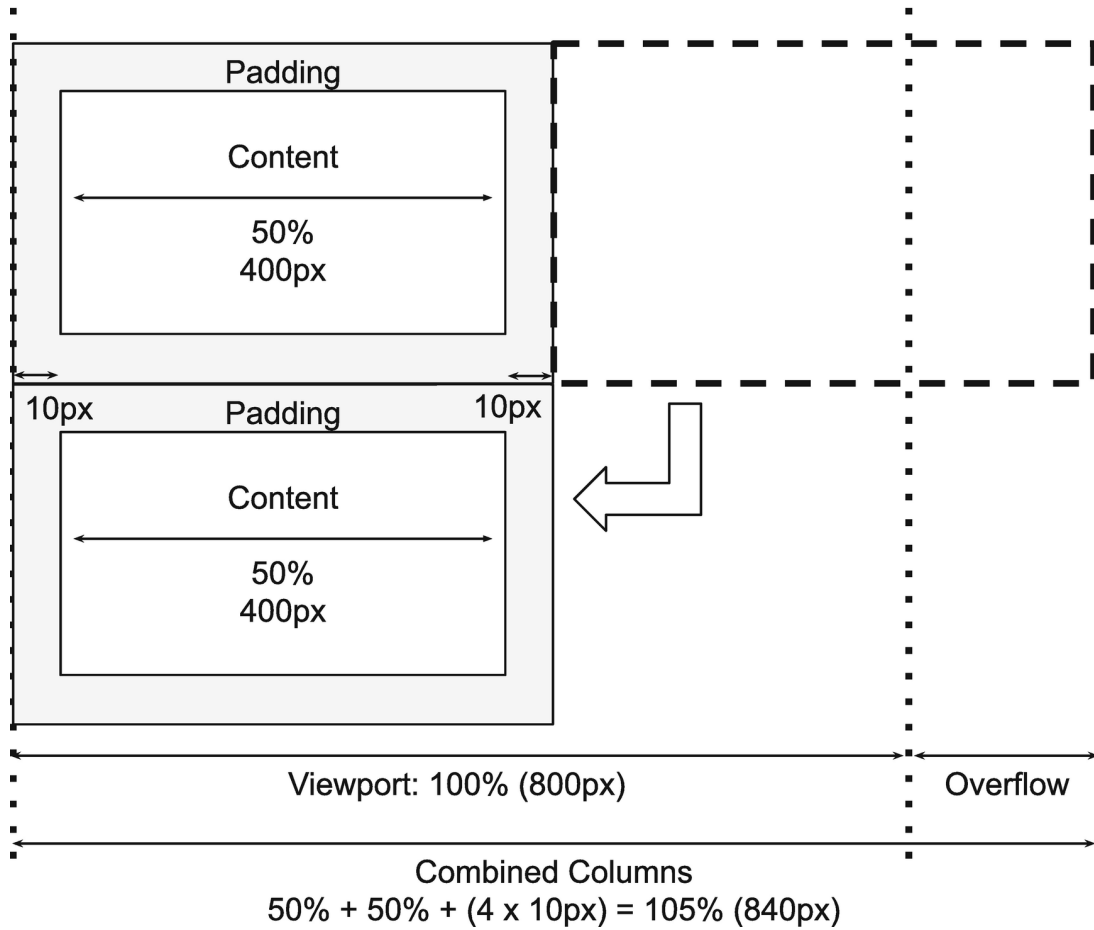 Padding
Content
50%
400px
10px
10px
Padding
Content
50%
400px
Viewport: 100% (800px)
Overflow
Combined Columns
50% + 50% + (4 x 10px) = 105% (840px)